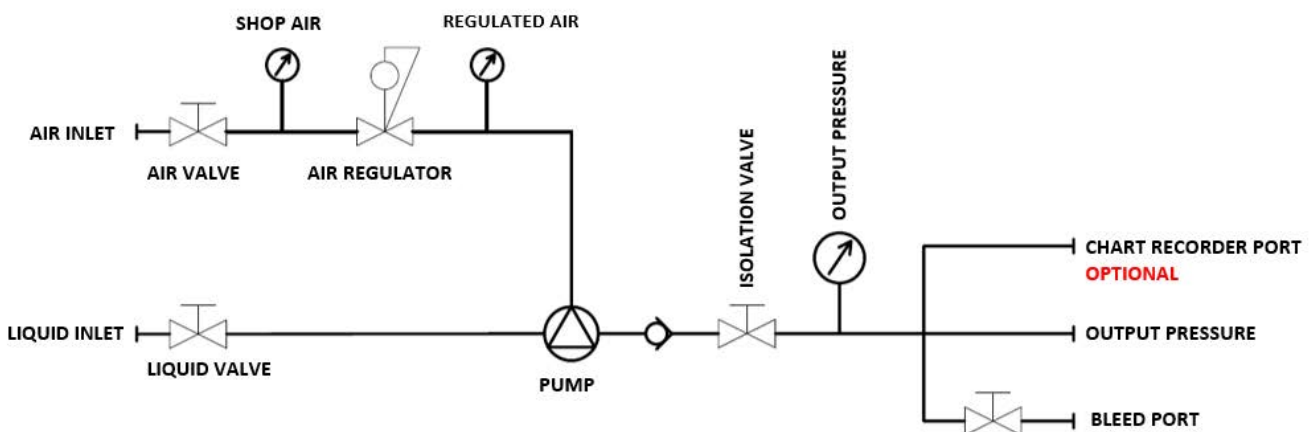 SHOP AIR
REGULATED AIR
AIR INLET
AIR VALVE
AIR REGULATOR
ISOLATION VALVE
OUTPUT PRESSURE
CHART RECORDER PORT
OPTIONAL
LIQUID INLET
LIQUID VALVE
PUMP
OUTPUT PRESSURE
BLEED PORT